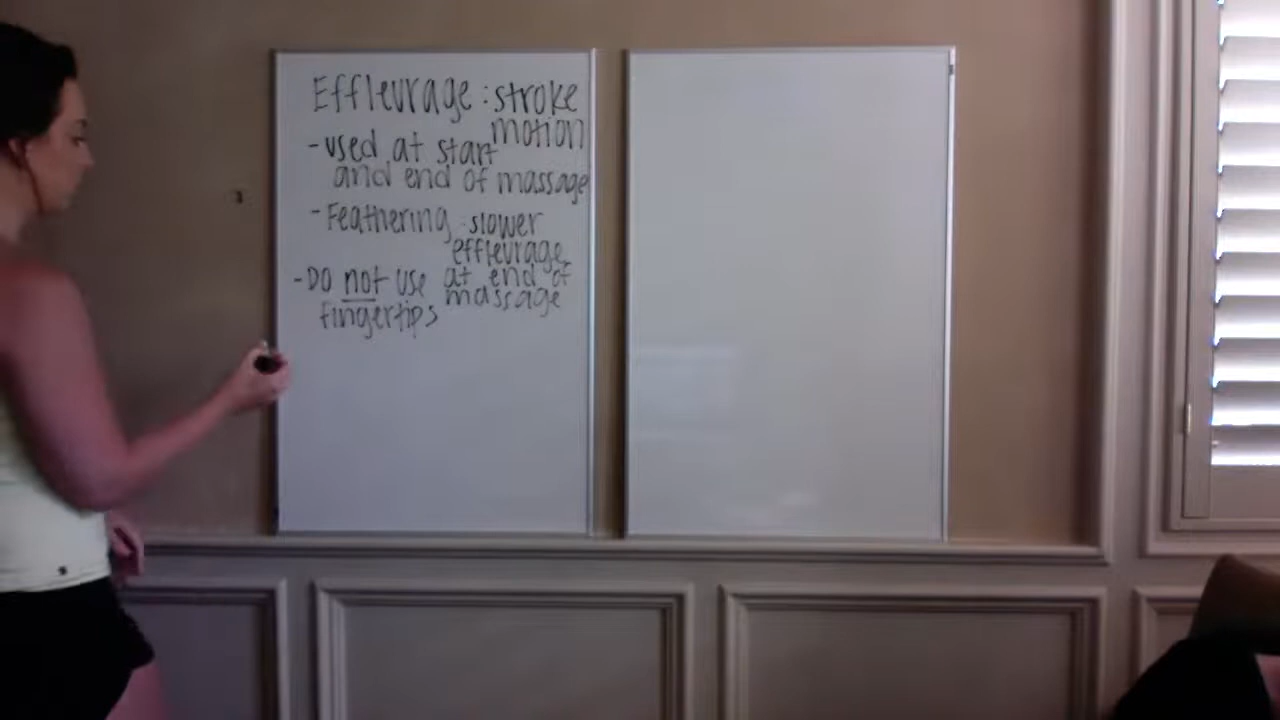 Effleurage : stroke
motion
- used at start
and end of massage
- Feathering : slower
effleurage
at end of
massage
- Do not use
fingertips